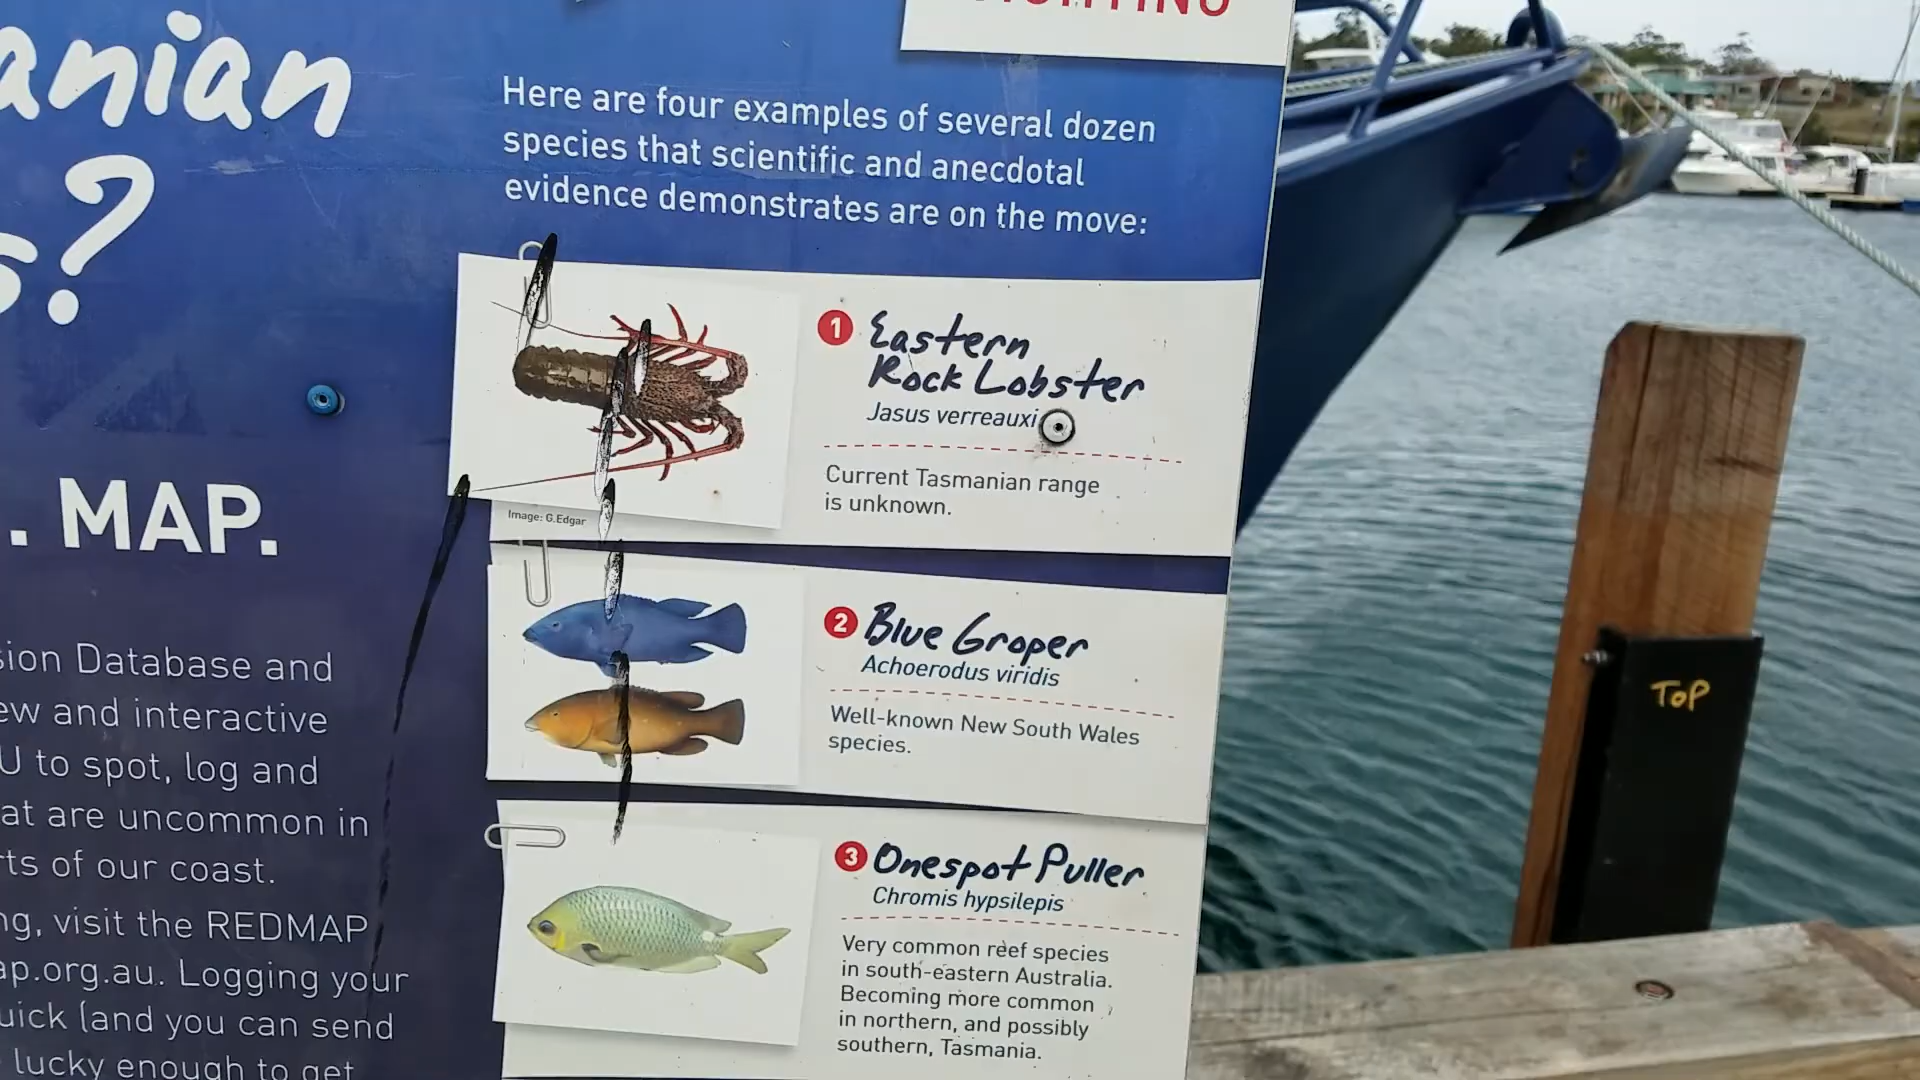 anian
s?
. MAP.
sion Database and
ew and interactive
U to spot, log and
at are uncommon in
rts of our coast.
ng, visit the REDMAP
ap.org.au. Logging your
uick (and you can send
lucky enough to get
Here are four examples of several dozen
species that scientific and anecdotal
evidence demonstrates are on the move:
1 Eastern
Rock Lobster
Jasus verreauxi
Current Tasmanian range
is unknown.
Image: G.Edgar
2 Blue Groper
Achoerodus viridis
Well-known New South Wales
species.
3 Onespot Puller
Chromis hypsilepis
Very common reef species
in south-eastern Australia.
Becoming more common
in northern, and possibly
southern, Tasmania.
TOP